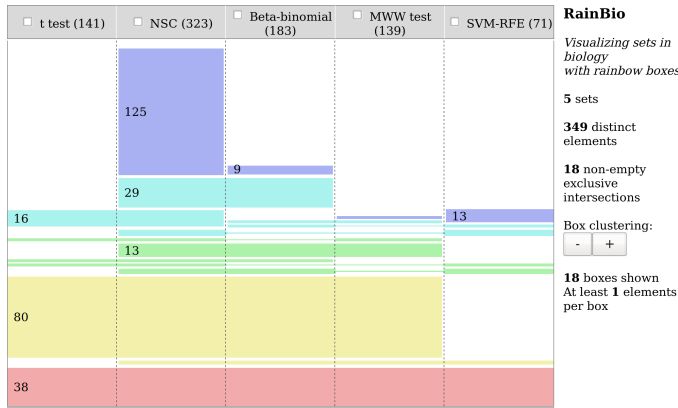 t test (141)
NSC (323)
Beta-binomial
(183)
MWW test
(139)
SVM-RFE (71)
125
9
29
16
13
13
80
38
RainBio
Visualizing sets in
biology
with rainbow boxes
5 sets
349 distinct
elements
18 non-empty
exclusive
intersections
Box clustering:
- +
18 boxes shown
At least 1 elements
per box